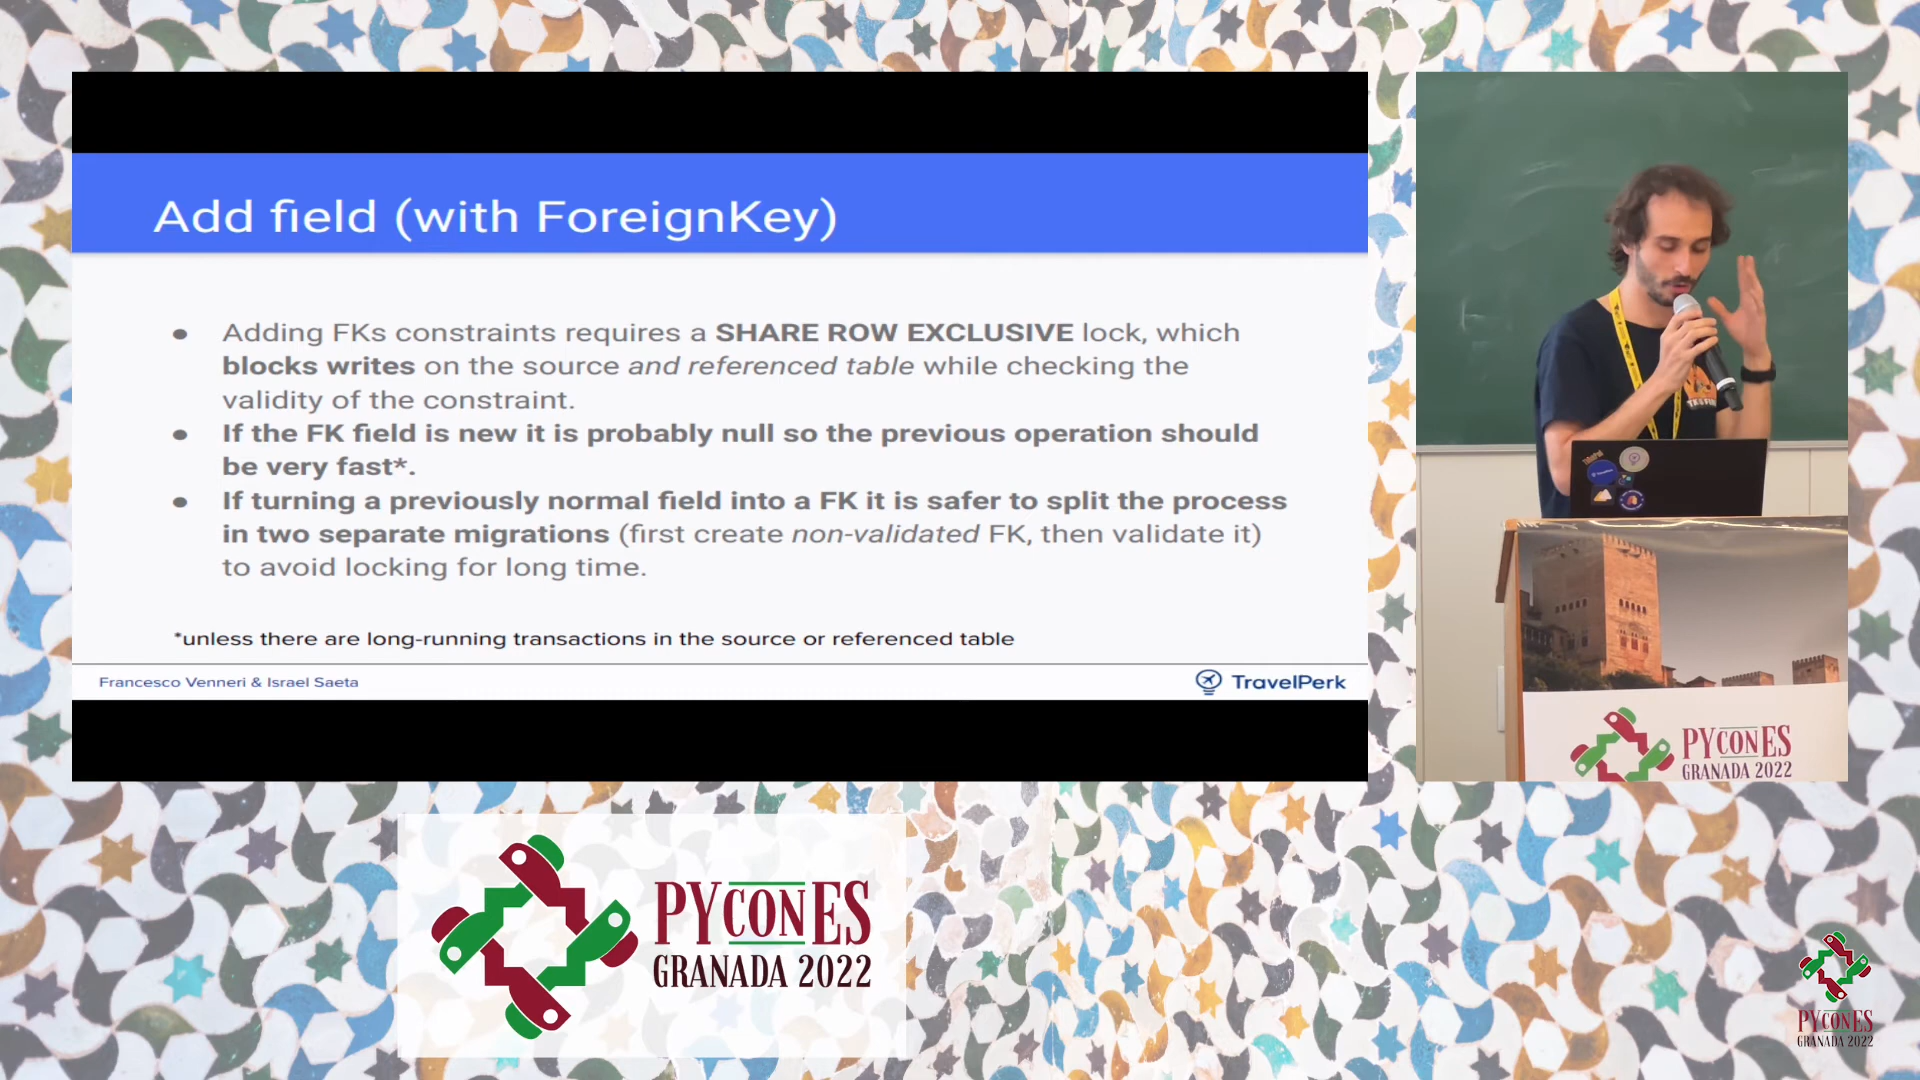 Add field (with ForeignKey)
● Adding FKs constraints requires a SHARE ROW EXCLUSIVE lock, which
blocks writes on the source and referenced table while checking the
validity of the constraint.
● If the FK field is new it is probably null so the previous operation should
be very fast*.
● If turning a previously normal field into a FK it is safer to split the process
in two separate migrations (first create non-validated FK, then validate it)
to avoid locking for long time.
*unless there are long-running transactions in the source or referenced table
Francesco Venneri & Israel Saeta
TravelPerk
PYCONES
GRANADA 2022
PYCONES
GRANADA 2022
PYCONES
GRANADA 2022